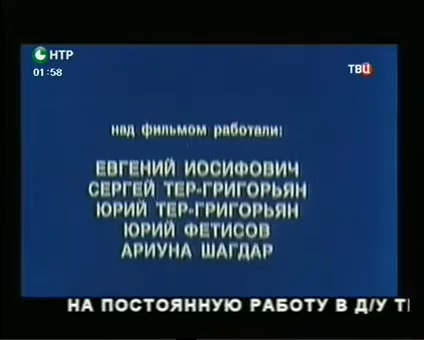 НТР
01:58
ТВЦ
над фильмом работали:
ЕВГЕНИЙ ИОСИФОВИЧ
СЕРГЕЙ ТЕР-ГРИГОРЬЯН
ЮРИЙ ТЕР-ГРИГОРЬЯН
ЮРИЙ ФЕТИСОВ
АРИУНА ШАГДАР
НА ПОСТОЯННУЮ РАБОТУ В Д/У